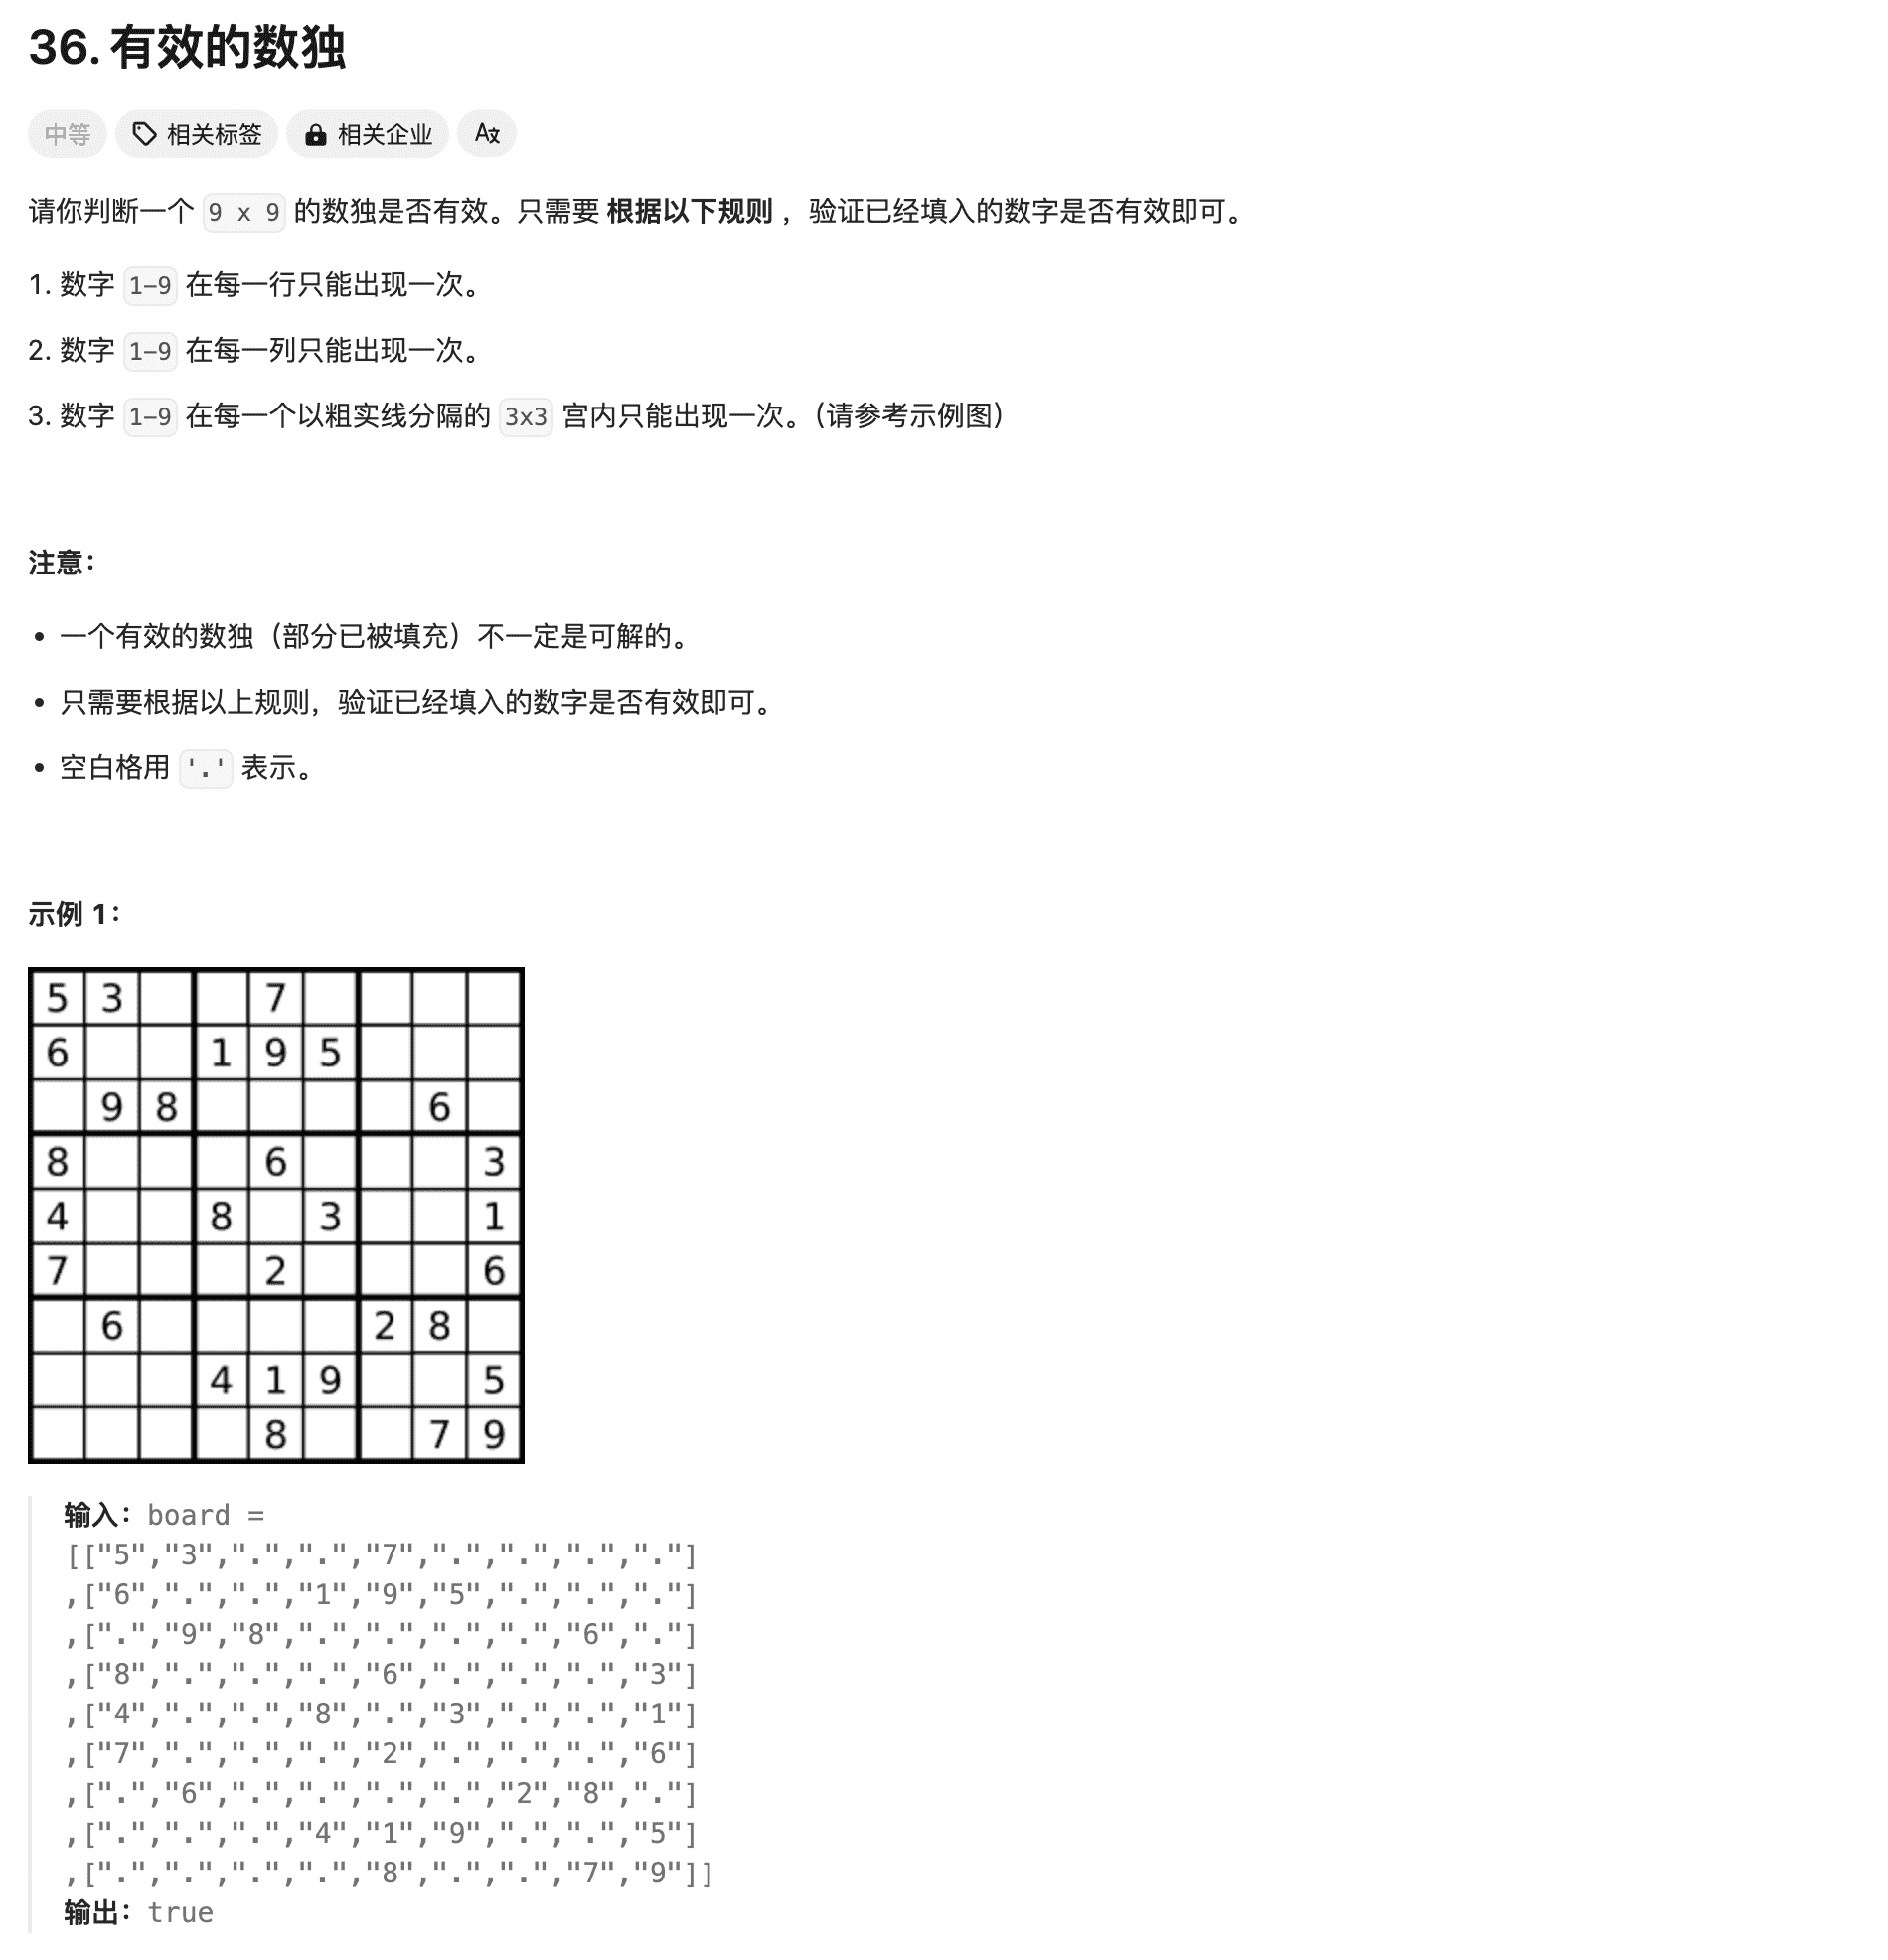 36. 有效的数独
中等 相关标签 相关企业 A文
请你判断一个 9 x 9 的数独是否有效。只需要 根据以下规则 ，验证已经填入的数字是否有效即可。
1. 数字 1-9 在每一行只能出现一次。
2. 数字 1-9 在每一列只能出现一次。
3. 数字 1-9 在每一个以粗实线分隔的 3x3 宫内只能出现一次。（请参考示例图）
注意：
• 一个有效的数独（部分已被填充）不一定是可解的。
• 只需要根据以上规则，验证已经填入的数字是否有效即可。
• 空白格用 '.' 表示。
示例 1：
5 3 7
6 1 9 5
9 8 6
8 6 3
4 8 3 1
7 2 6
6 2 8
4 1 9 5
8 7 9
输入：board =
[["5","3",".",".","7",".",".",".","."]
,["6",".",".","1","9","5",".",".","."]
,[".","9","8",".",".",".",".","6","."]
,["8",".",".",".","6",".",".",".","3"]
,["4",".",".","8",".","3",".",".","1"]
,["7",".",".",".","2",".",".",".","6"]
,[".","6",".",".",".",".","2","8","."]
,[".",".",".","4","1","9",".",".","5"]
,[".",".",".",".","8",".",".","7","9"]]
输出：true